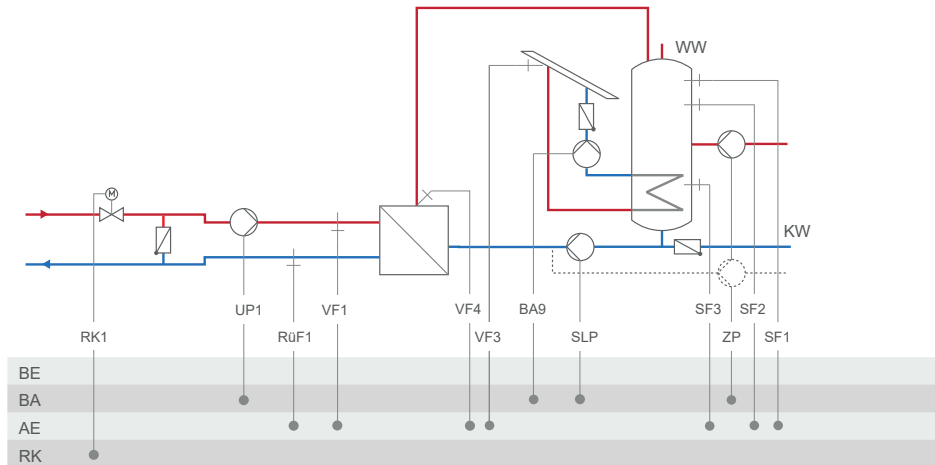 WW
M
KW
UP1 VF1 VF4 BA9 SF3 SF2
RK1 RüF1 VF3 SLP ZP SF1
BE
BA
AE
RK